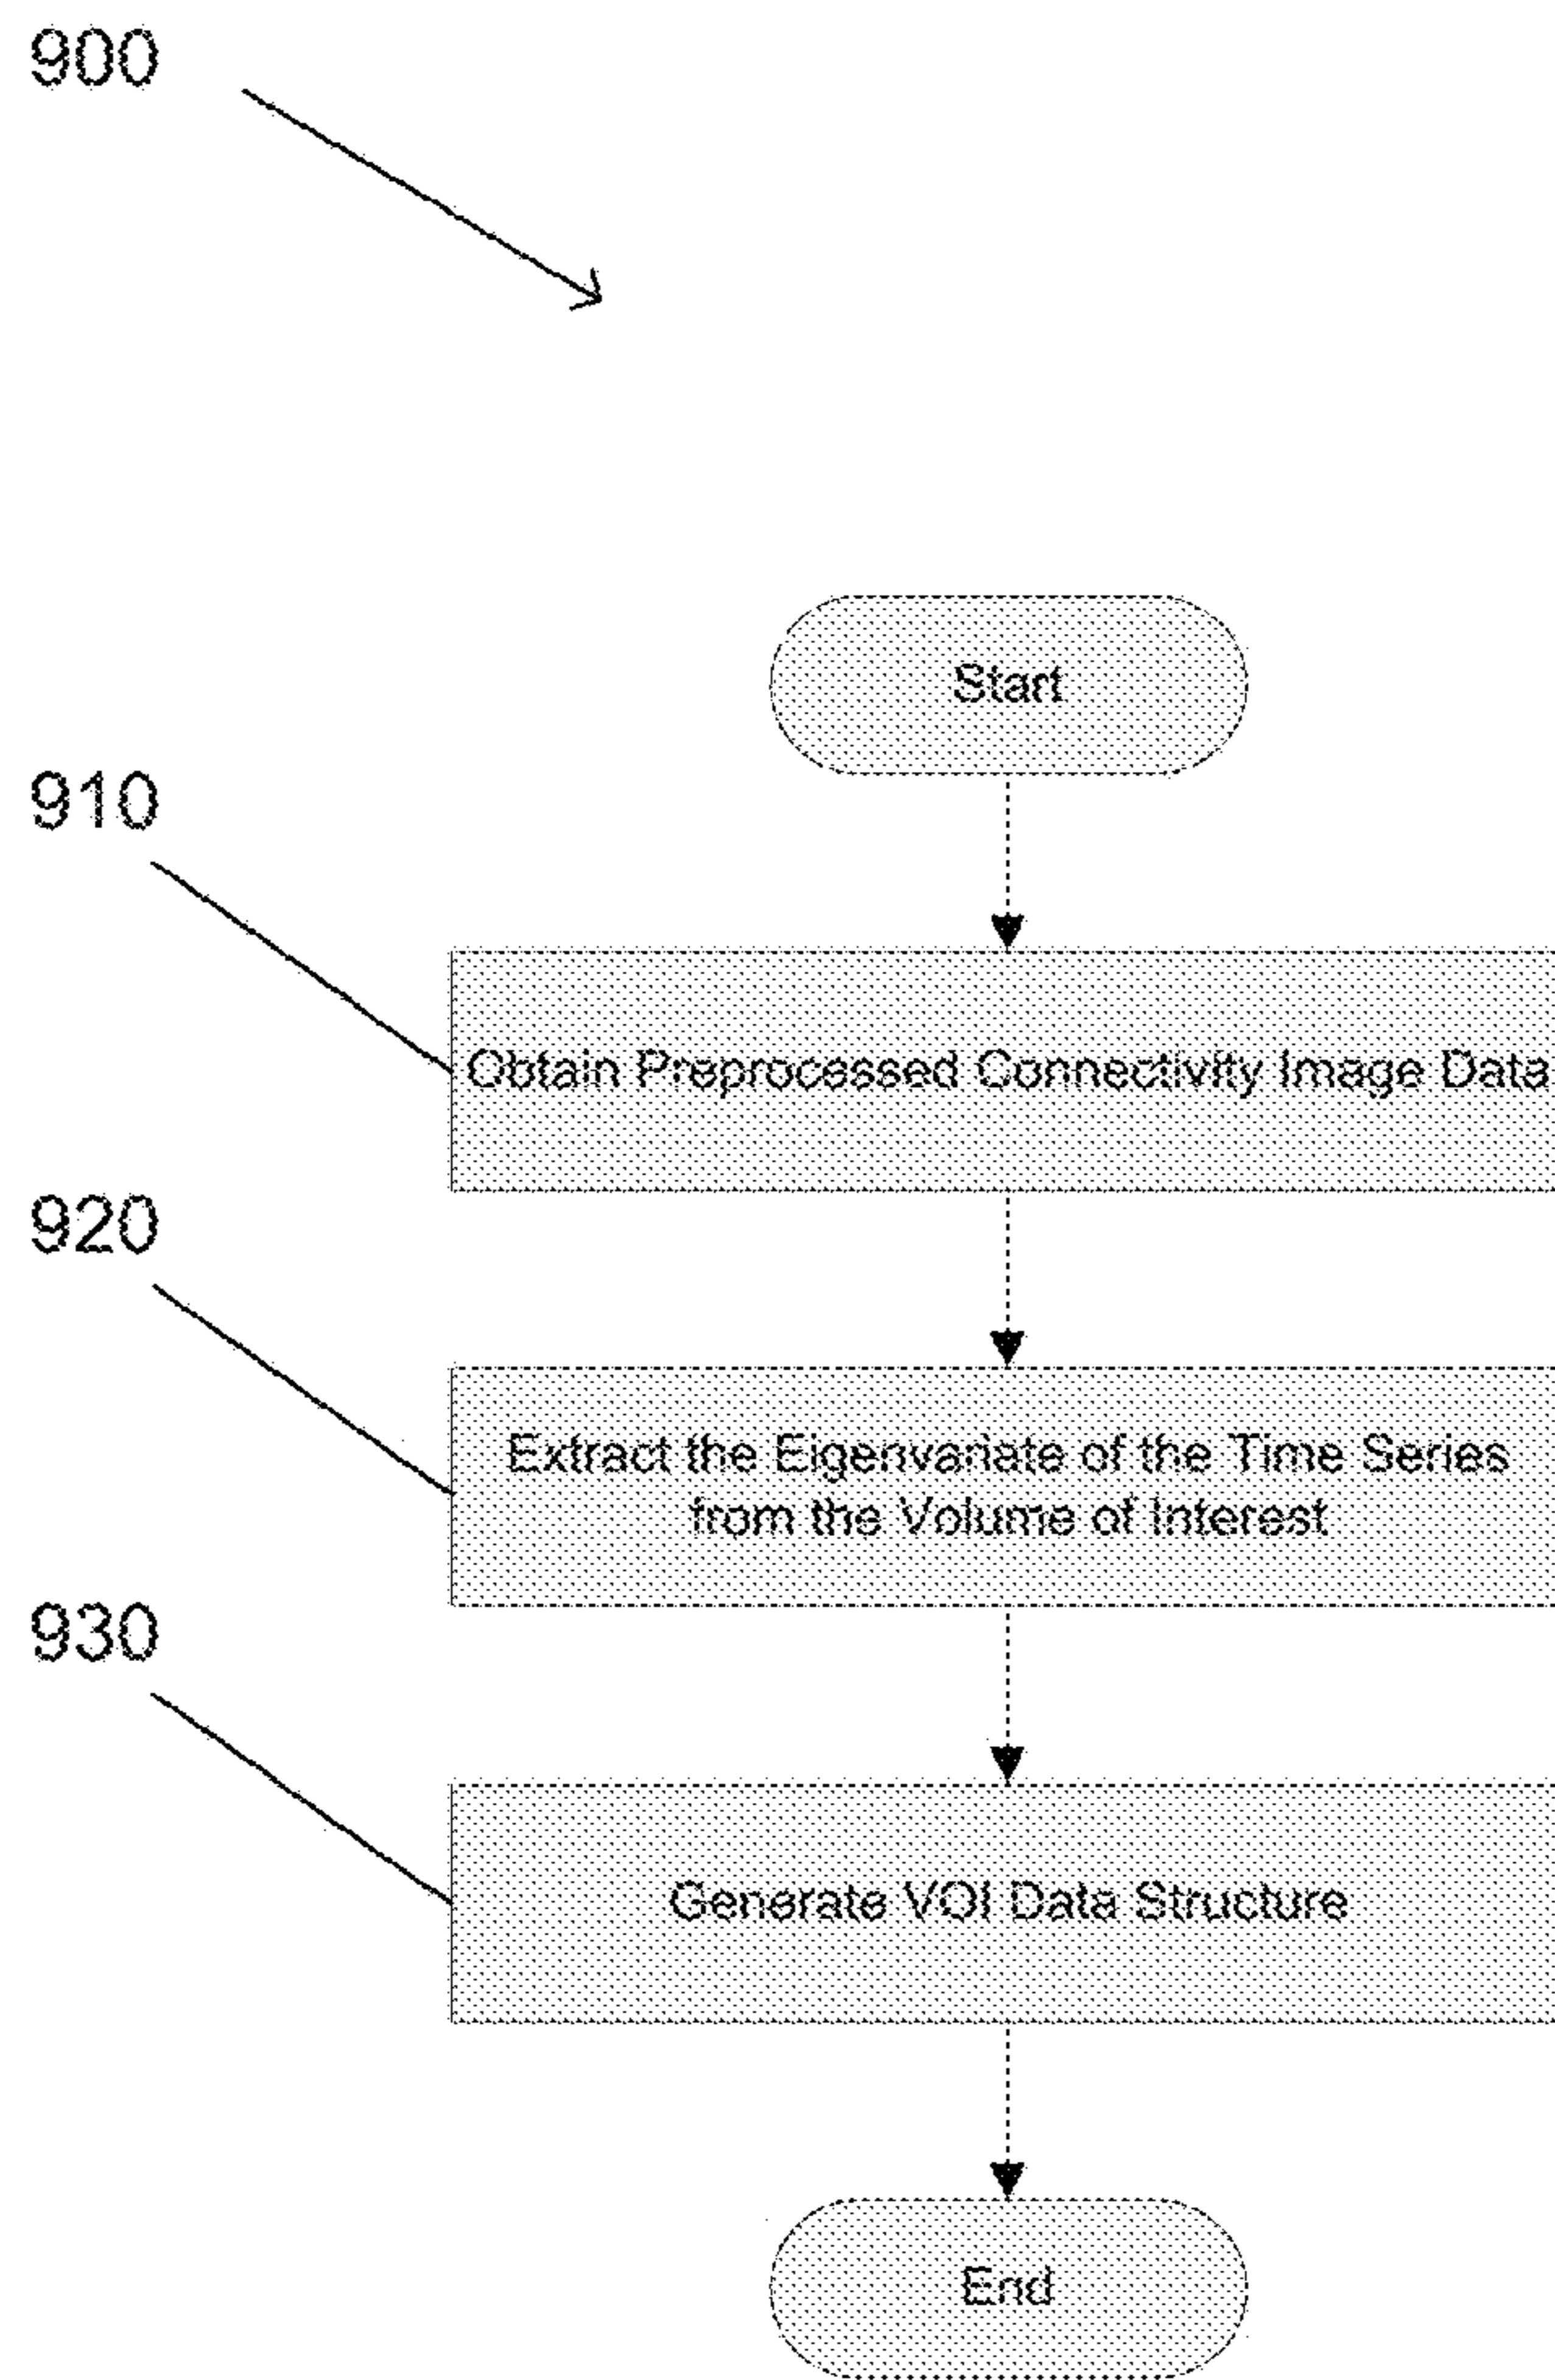 900
Start
910
Obtain Preprocessed Connectivity Image Data
920
Extract the Eigenvariate of the Time Series
from the Volume of Interest
930
Generate VOI Data Structure
End